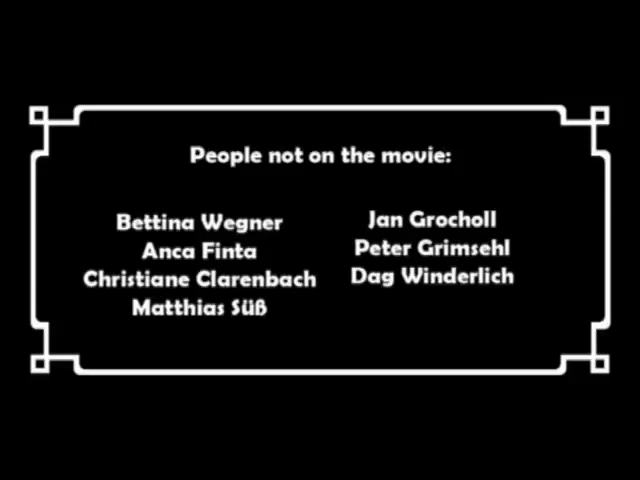 People not on the movie:
Bettina Wegner
Anca Finta
Christiane Clarenbach
Matthias Süß
Jan Grocholl
Peter Grimsehl
Dag Winderlich